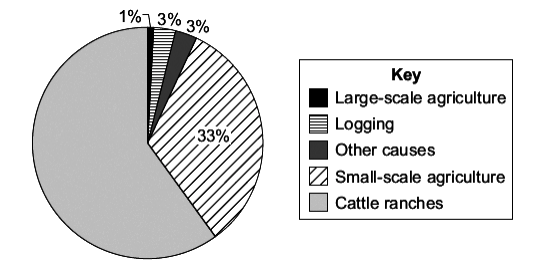 1%
3%
3%
33%
Key
Large-scale agriculture
Logging
Other causes
Small-scale agriculture
Cattle ranches